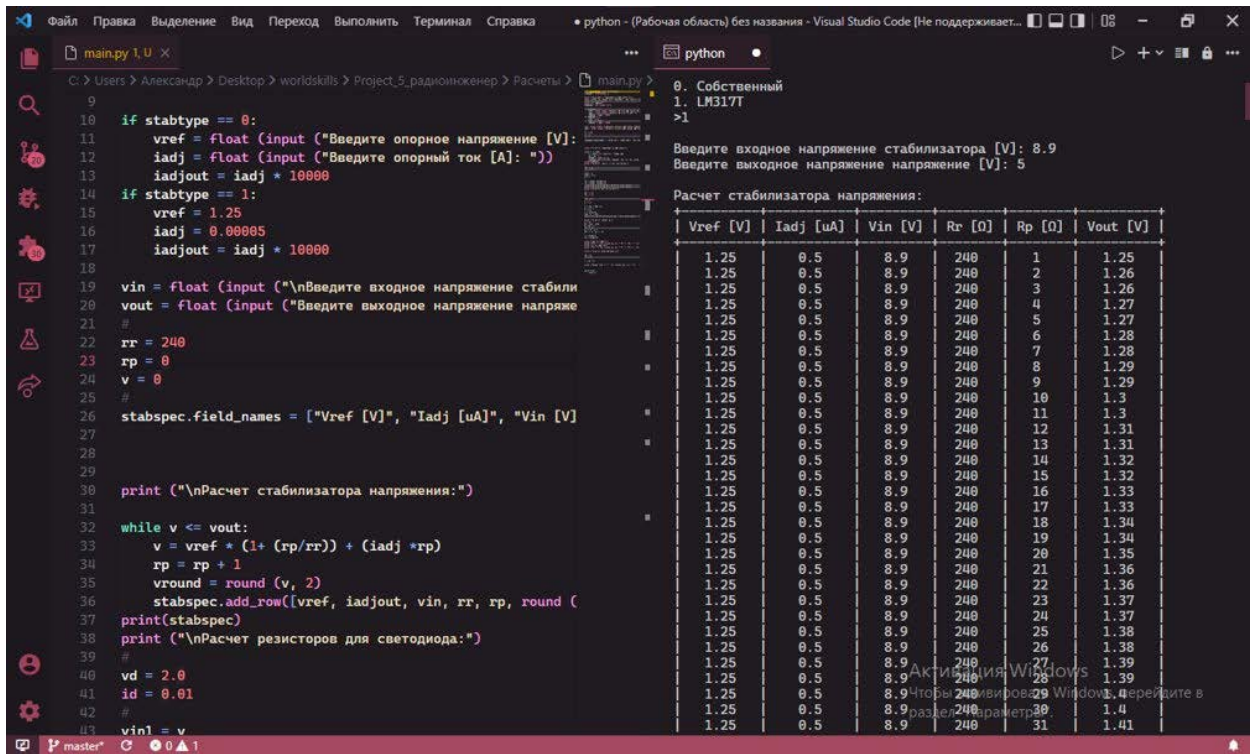 Файл Правка Выделение Вид Переход Выполнить Терминал Справка
• python - (Рабочая область) без названия - Visual Studio Code [Не поддерживает...
main.py 1, U
python
C: > Users > Александр > Desktop > worldskills > Project_5_радиоинженер > Расчеты > main.py >
9
10 if stabtype == 0:
11 vref = float (input ("Введите опорное напряжение [V]:
12 iadj = float (input ("Введите опорный ток [A]: "))
13 iadjout = iadj * 10000
14 if stabtype == 1:
15 vref = 1.25
16 iadj = 0.00005
17 iadjout = iadj * 10000
18
19 vin = float (input ("\nВведите входное напряжение стабили
20 vout = float (input ("Введите выходное напряжение напряже
21 #
22 rr = 240
23 rp = 0
24 v = 0
25 #
26 stabspec.field_names = ["Vref [V]", "Iadj [uA]", "Vin [V]
27
28
29
30 print ("\nРасчет стабилизатора напряжения:")
31
32 while v <= vout:
33 v = vref * (1+ (rp/rr)) + (iadj *rp)
34 rp = rp + 1
35 vround = round (v, 2)
36 stabspec.add_row([vref, iadjout, vin, rr, rp, round (
37 print(stabspec)
38 print ("\nРасчет резисторов для светодиода:")
39 #
40 vd = 2.0
41 id = 0.01
42 #
43 vin1 = v
0. Собственный
1. LM317T
>1
Введите входное напряжение стабилизатора [V]: 8.9
Введите выходное напряжение напряжение [V]: 5
Расчет стабилизатора напряжения:
| Vref [V] | Iadj [uA] | Vin [V] | Rr [Ω] | Rp [Ω] | Vout [V] |
| 1.25 | 0.5 | 8.9 | 240 | 1 | 1.25 |
| 1.25 | 0.5 | 8.9 | 240 | 2 | 1.26 |
| 1.25 | 0.5 | 8.9 | 240 | 3 | 1.26 |
| 1.25 | 0.5 | 8.9 | 240 | 4 | 1.27 |
| 1.25 | 0.5 | 8.9 | 240 | 5 | 1.27 |
| 1.25 | 0.5 | 8.9 | 240 | 6 | 1.28 |
| 1.25 | 0.5 | 8.9 | 240 | 7 | 1.28 |
| 1.25 | 0.5 | 8.9 | 240 | 8 | 1.29 |
| 1.25 | 0.5 | 8.9 | 240 | 9 | 1.29 |
| 1.25 | 0.5 | 8.9 | 240 | 10 | 1.3 |
| 1.25 | 0.5 | 8.9 | 240 | 11 | 1.3 |
| 1.25 | 0.5 | 8.9 | 240 | 12 | 1.31 |
| 1.25 | 0.5 | 8.9 | 240 | 13 | 1.31 |
| 1.25 | 0.5 | 8.9 | 240 | 14 | 1.32 |
| 1.25 | 0.5 | 8.9 | 240 | 15 | 1.32 |
| 1.25 | 0.5 | 8.9 | 240 | 16 | 1.33 |
| 1.25 | 0.5 | 8.9 | 240 | 17 | 1.33 |
| 1.25 | 0.5 | 8.9 | 240 | 18 | 1.34 |
| 1.25 | 0.5 | 8.9 | 240 | 19 | 1.34 |
| 1.25 | 0.5 | 8.9 | 240 | 20 | 1.35 |
| 1.25 | 0.5 | 8.9 | 240 | 21 | 1.36 |
| 1.25 | 0.5 | 8.9 | 240 | 22 | 1.36 |
| 1.25 | 0.5 | 8.9 | 240 | 23 | 1.37 |
| 1.25 | 0.5 | 8.9 | 240 | 24 | 1.37 |
| 1.25 | 0.5 | 8.9 | 240 | 25 | 1.38 |
| 1.25 | 0.5 | 8.9 | 240 | 26 | 1.38 |
| 1.25 | 0.5 | 8.9 | 240 | 27 | 1.39 |
| 1.25 | 0.5 | 8.9 | 240 | 28 | 1.39 |
| 1.25 | 0.5 | 8.9 | 240 | 29 | 1.4 |
| 1.25 | 0.5 | 8.9 | 240 | 30 | 1.4 |
| 1.25 | 0.5 | 8.9 | 240 | 31 | 1.41 |
Активация Windows
Чтобы активировать Windows, перейдите в
раздел "Параметры".
20
30
master* 0 1